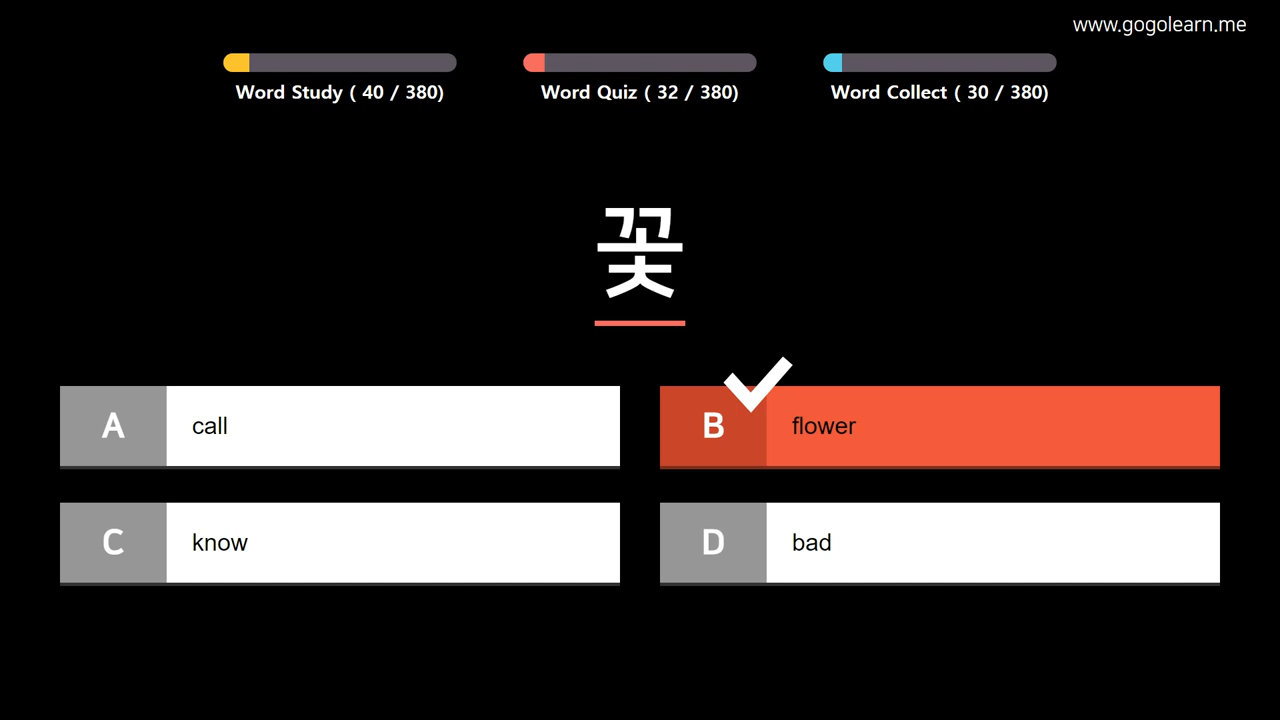 www.gogolearn.me
Word Study ( 40 / 380)
Word Quiz ( 32 / 380)
Word Collect ( 30 / 380)
꽃
A call
B flower
C know
D bad